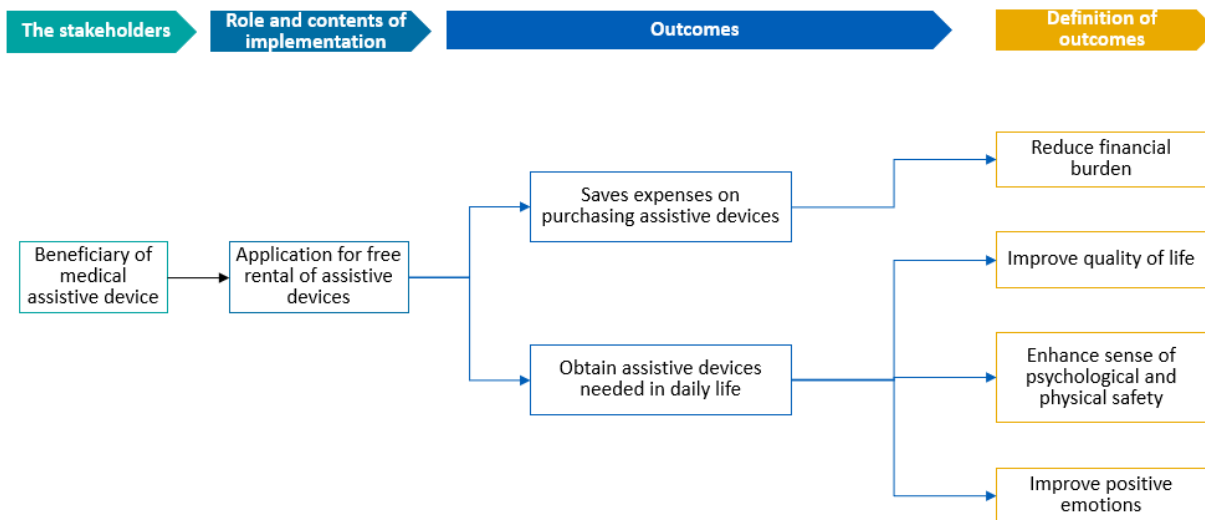 The stakeholders
Role and contents of
implementation
Outcomes
Definition of
outcomes
Beneficiary of
medical
assistive device
Application for free
rental of assistive
devices
Saves expenses on
purchasing assistive devices
Obtain assistive devices
needed in daily life
Reduce financial
burden
Improve quality of life
Enhance sense of
psychological and
physical safety
Improve positive
emotions